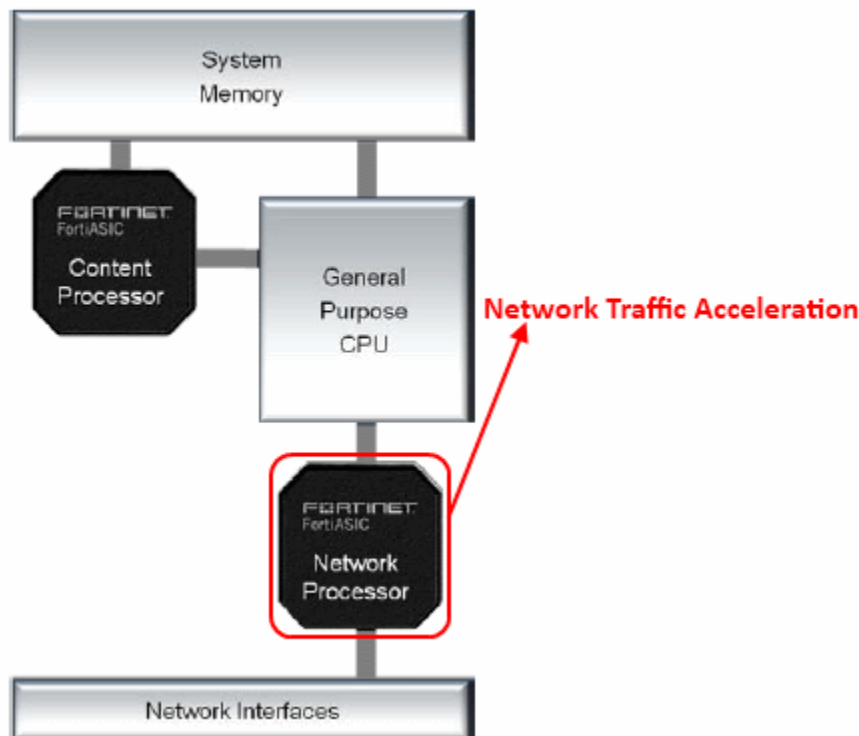 System
Memory
FORTINET
FortiASIC
Content
Processor
General
Purpose
CPU
Network Traffic Acceleration
FORTINET
FortiASIC
Network
Processor
Network Interfaces